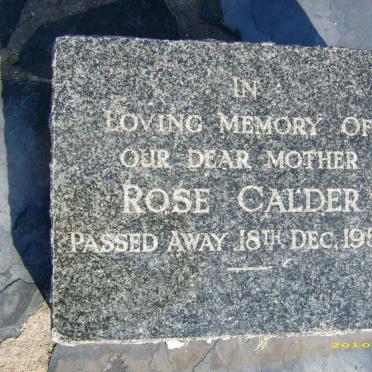 IN
LOVING MEMORY OF
OUR DEAR MOTHER
ROSE CALDER
PASSED AWAY 18TH DEC. 195
2010